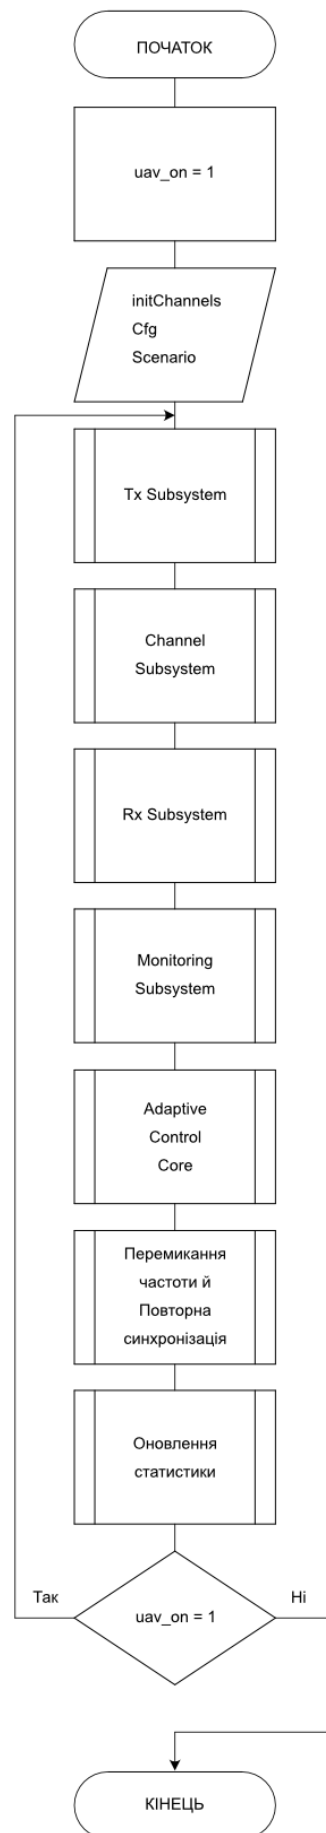 ПОЧАТОК
uav_on = 1
initChannels
Cfg
Scenario
Tx Subsystem
Channel
Subsystem
Rx Subsystem
Monitoring
Subsystem
Adaptive
Control
Core
Перемикання
частоти й
Повторна
синхронізація
Оновлення
статистики
Так
uav_on = 1
Ні
КІНЕЦЬ